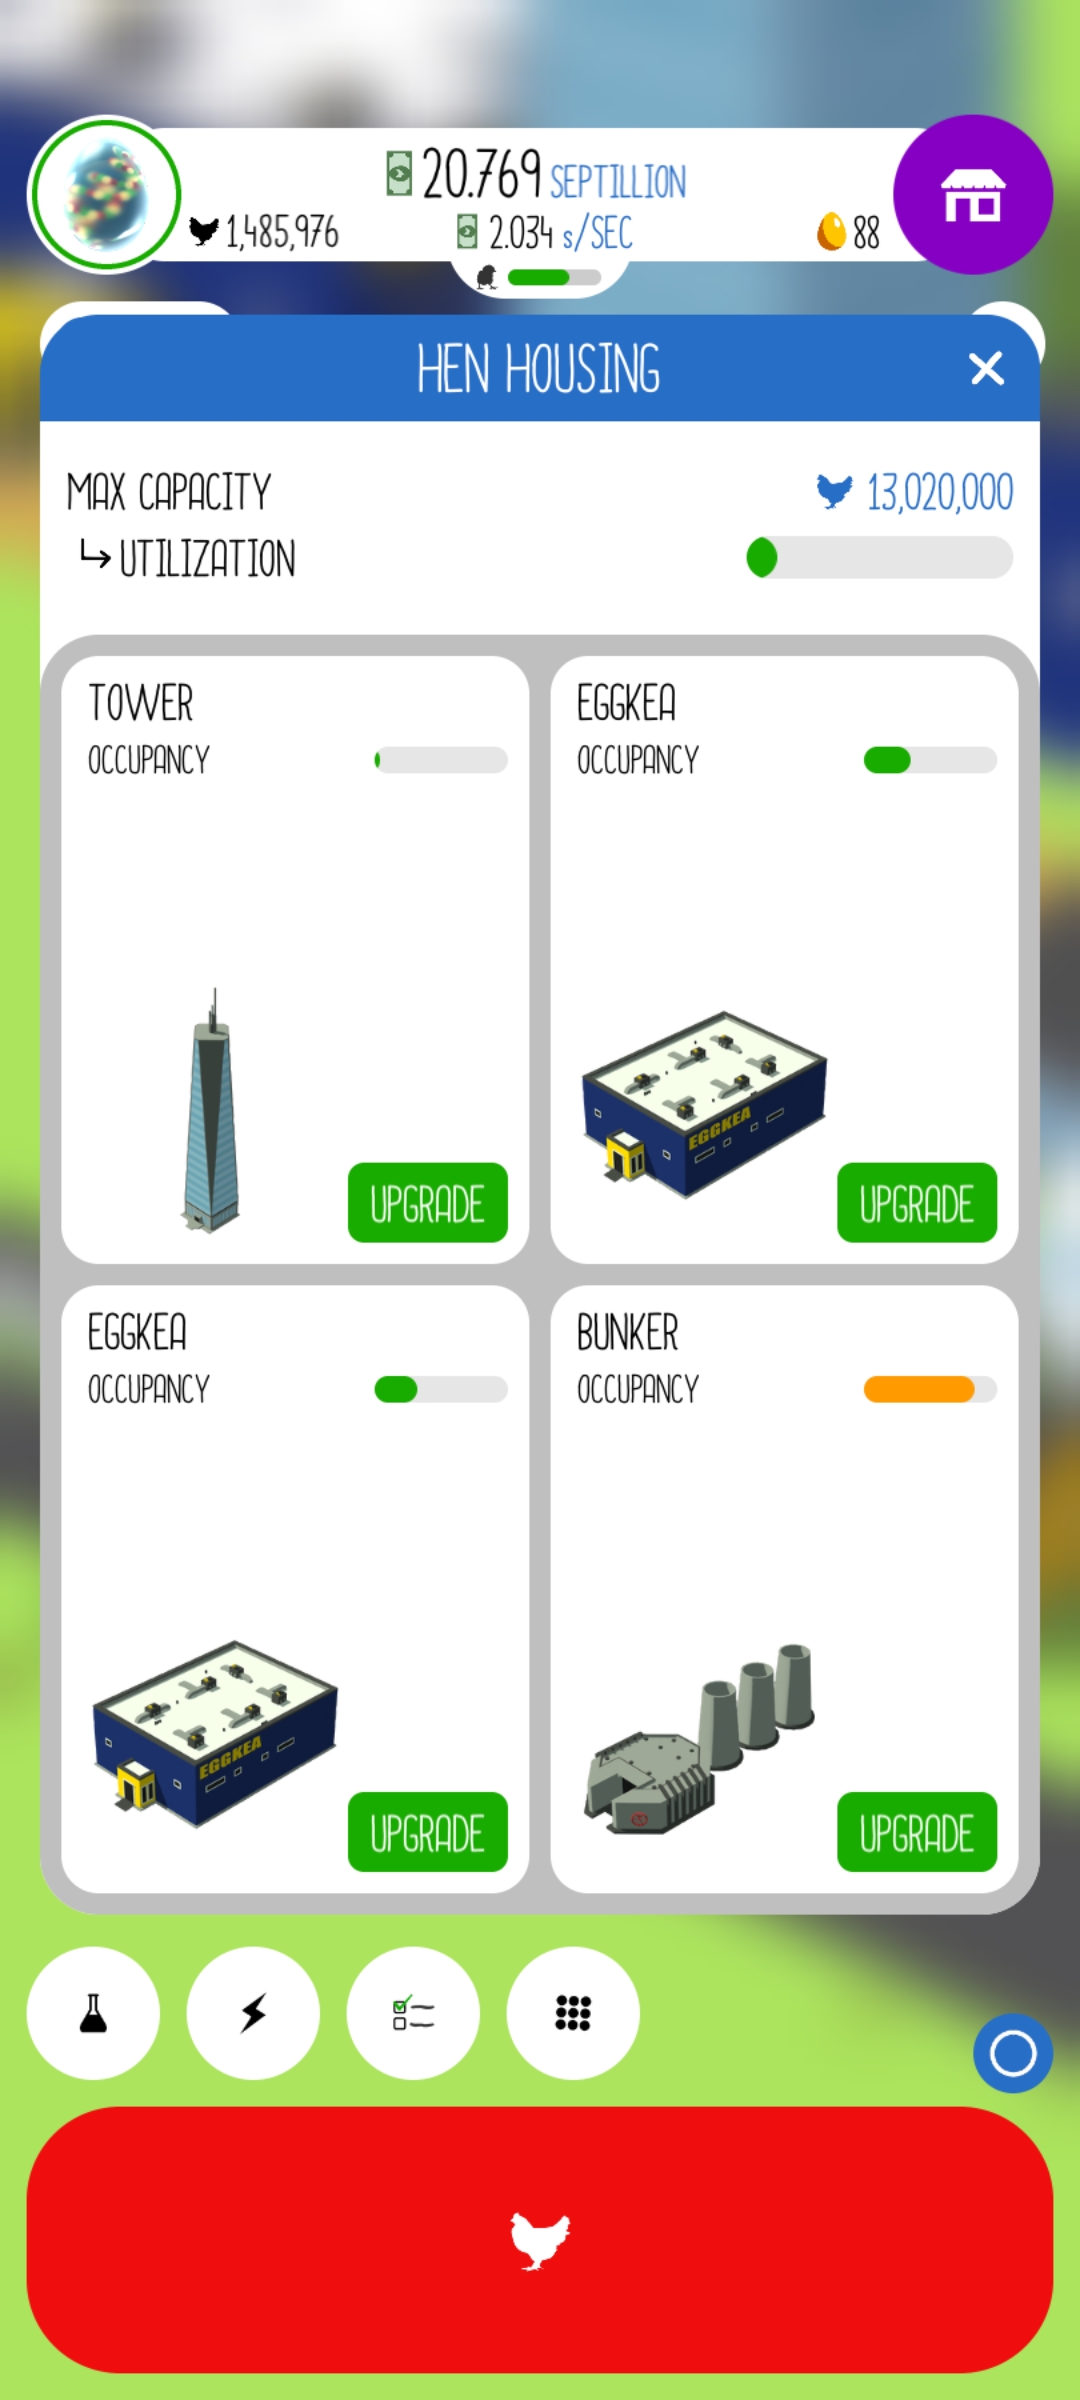 20.769 SEPTILLION
1,485,976
2.034 s/SEC
88
HEN HOUSING
MAX CAPACITY
13,020,000
UTILIZATION
TOWER
OCCUPANCY
UPGRADE
EGGKEA
OCCUPANCY
EGGKEA
UPGRADE
EGGKEA
OCCUPANCY
EGGKEA
UPGRADE
BUNKER
OCCUPANCY
UPGRADE